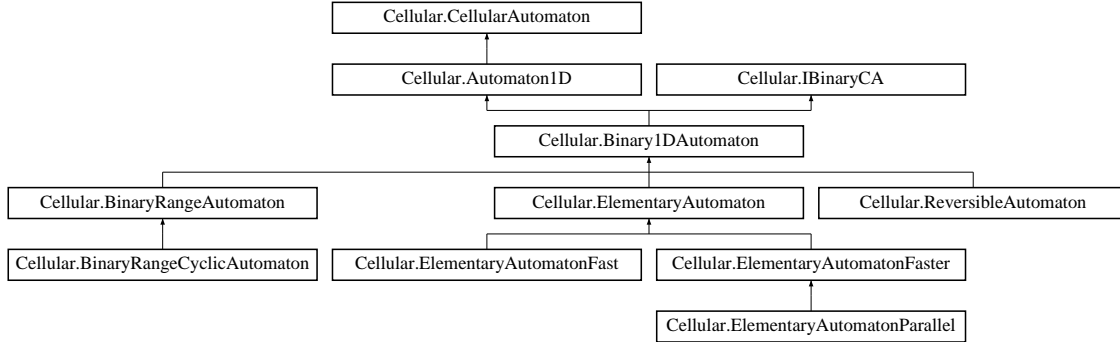 Cellular.CellularAutomaton
Cellular.Automaton1D
Cellular.IBinaryCA
Cellular.Binary1DAutomaton
Cellular.BinaryRangeAutomaton
Cellular.ElementaryAutomaton
Cellular.ReversibleAutomaton
Cellular.BinaryRangeCyclicAutomaton
Cellular.ElementaryAutomatonFast
Cellular.ElementaryAutomatonFaster
Cellular.ElementaryAutomatonParallel